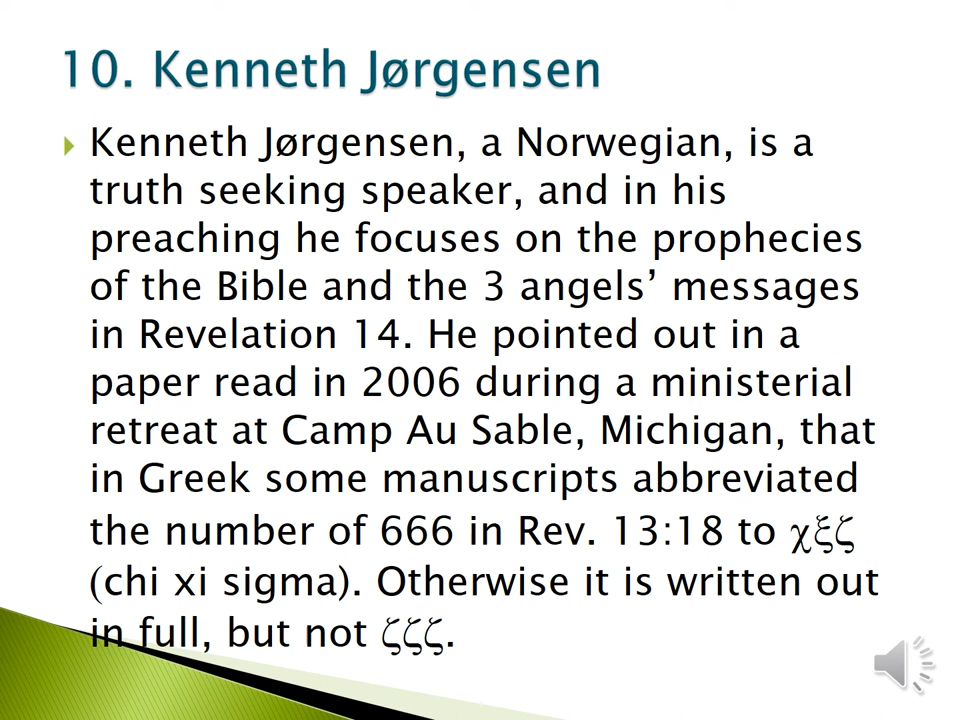 10. Kenneth Jørgensen
Kenneth Jørgensen, a Norwegian, is a
truth seeking speaker, and in his
preaching he focuses on the prophecies
of the Bible and the 3 angels’ messages
in Revelation 14. He pointed out in a
paper read in 2006 during a ministerial
retreat at Camp Au Sable, Michigan, that
in Greek some manuscripts abbreviated
the number of 666 in Rev. 13:18 to χξζ
(chi xi sigma). Otherwise it is written out
in full, but not ζζζ.